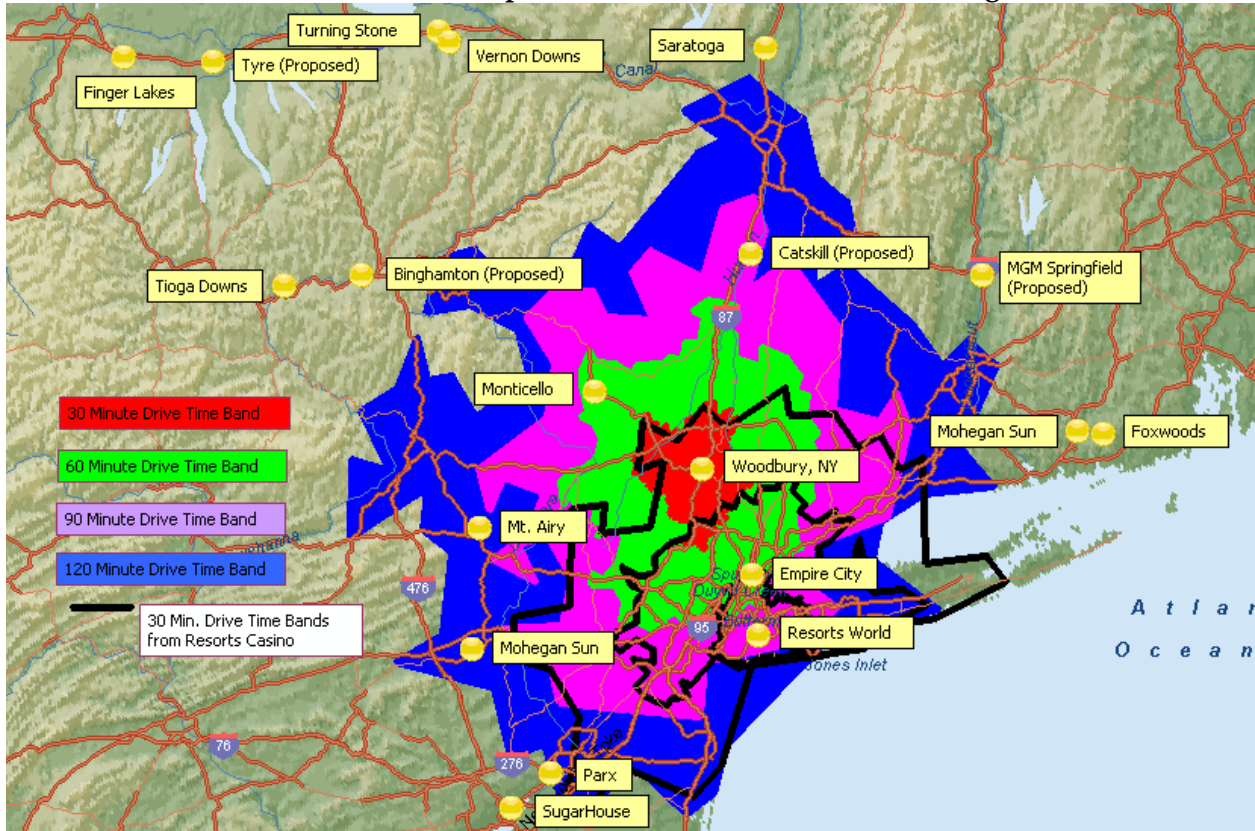 Turning Stone
Saratoga
Vernon Downs
Tyre (Proposed)
Finger Lakes
Canal
Catskill (Proposed)
MGM Springfield
(Proposed)
Binghamton (Proposed)
Tioga Downs
87
Monticello
30 Minute Drive Time Band
Mohegan Sun
Foxwoods
60 Minute Drive Time Band
Woodbury, NY
90 Minute Drive Time Band
Mt. Airy
120 Minute Drive Time Band
Empire City
476
30 Min. Drive Time Bands
from Resorts Casino
95
Resorts World
Mohegan Sun
Jones Inlet
A t l a n
O c e a n
76
276
Parx
SugarHouse